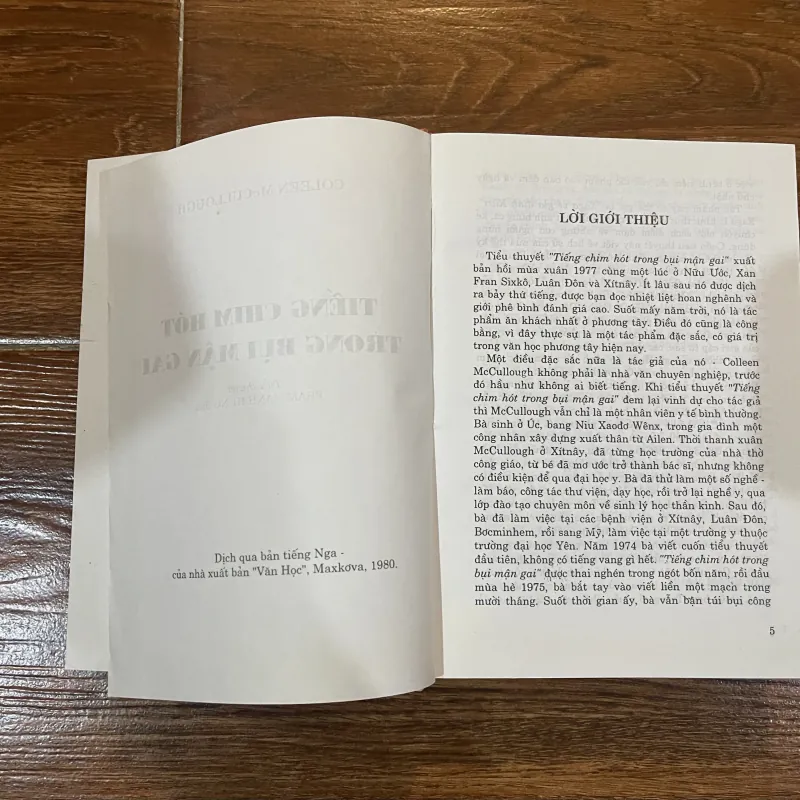 COLEEN McCULLOUGH
TIẾNG CHIM HÓT
TRONG BỤI MẬN GAI
Dịch qua bản tiếng Nga -
của nhà xuất bản "Văn Học", Maxkơva, 1980.
LỜI GIỚI THIỆU
Tiểu thuyết "Tiếng chim hót trong bụi mận gai" xuất
bản hồi mùa xuân 1977 cùng một lúc ở Nữu Ước, Xan
Fran Sixkô, Luân Đôn và Xítnây. Ít lâu sau nó được dịch
ra bảy thứ tiếng, được bạn đọc nhiệt liệt hoan nghênh và
giới phê bình đánh giá cao. Suốt mấy năm trời, nó là tác
phẩm ăn khách nhất ở phương tây. Điều đó cũng là công
bằng, vì đây thực sự là một tác phẩm đặc sắc, có giá trị
trong văn học phương tây hiện nay.
Một điều đặc sắc nữa là tác giả của nó - Colleen
McCullough không phải là nhà văn chuyên nghiệp, trước
đó hầu như không ai biết tiếng. Khi tiểu thuyết "Tiếng
chim hót trong bụi mận gai" đem lại vinh dự cho tác giả
thì McCullough vẫn chỉ là một nhân viên y tế bình thường.
Bà sinh ở Úc, bang Niu Xaođơ Wênx, trong gia đình một
công nhân xây dựng xuất thân từ Ailen. Thời thanh xuân
McCullough ở Xítnây, đã từng học trường của nhà thờ
công giáo, từ bé đã mơ ước trở thành bác sĩ, nhưng không
có điều kiện để qua đại học y. Bà đã thử làm một số nghề -
làm báo, công tác thư viện, dạy học, rồi trở lại nghề y, qua
lớp đào tạo chuyên môn về sinh lý học thần kinh. Sau đó,
bà đã làm việc tại các bệnh viện ở Xítnây, Luân Đôn,
Bơcminhem, rồi sang Mỹ, làm việc tại một trường y thuộc
trường đại học Yên. Năm 1974 bà viết cuốn tiểu thuyết
đầu tiên, không có tiếng vang gì hết. "Tiếng chim hót trong
bụi mận gai" được thai nghén trong ngót bốn năm, rồi đầu
mùa hè 1975, bà bắt tay vào viết liền một mạch trong
mười tháng. Suốt thời gian ấy, bà vẫn bận túi bụi công
5